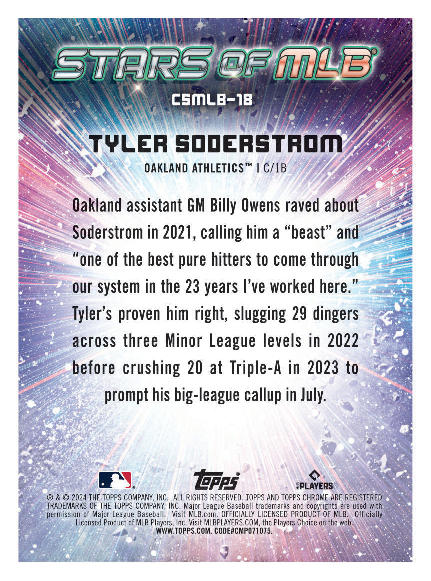 STARS OF MLB
CSMLB-18
TYLER SODERSTROM
OAKLAND ATHLETICS™ | C/1B
Oakland assistant GM Billy Owens raved about
Soderstrom in 2021, calling him a “beast” and
“one of the best pure hitters to come through
our system in the 23 years I’ve worked here.”
Tyler’s proven him right, slugging 29 dingers
across three Minor League levels in 2022
before crushing 20 at Triple-A in 2023 to
prompt his big-league callup in July.
Topps
PLAYERS
® & © 2024 THE TOPPS COMPANY, INC. ALL RIGHTS RESERVED. TOPPS AND TOPPS CHROME ARE REGISTERED
TRADEMARKS OF THE TOPPS COMPANY, INC. Major League Baseball trademarks and copyrights are used with
permission of Major League Baseball. Visit MLB.com. OFFICIALLY LICENSED PRODUCT OF MLB. Officially
Licensed Product of MLB Players, Inc. Visit MLBPLAYERS.COM, the Players Choice on the web.
WWW.TOPPS.COM. CODE#CMP071073.